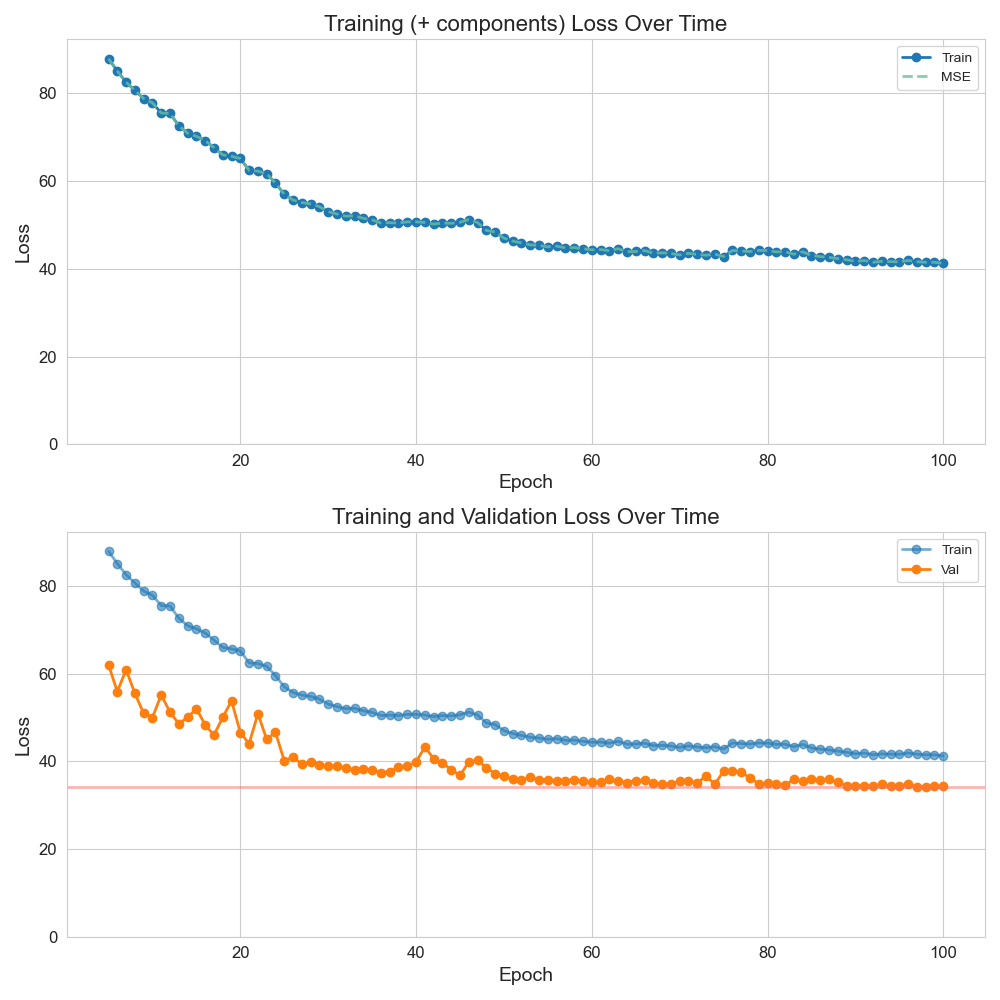 Training (+ components) Loss Over Time
Train
MSE
80
60
40
20
0
Loss
20 40 60 80 100
Epoch
Training and Validation Loss Over Time
Train
Val
80
60
40
20
0
Loss
20 40 60 80 100
Epoch